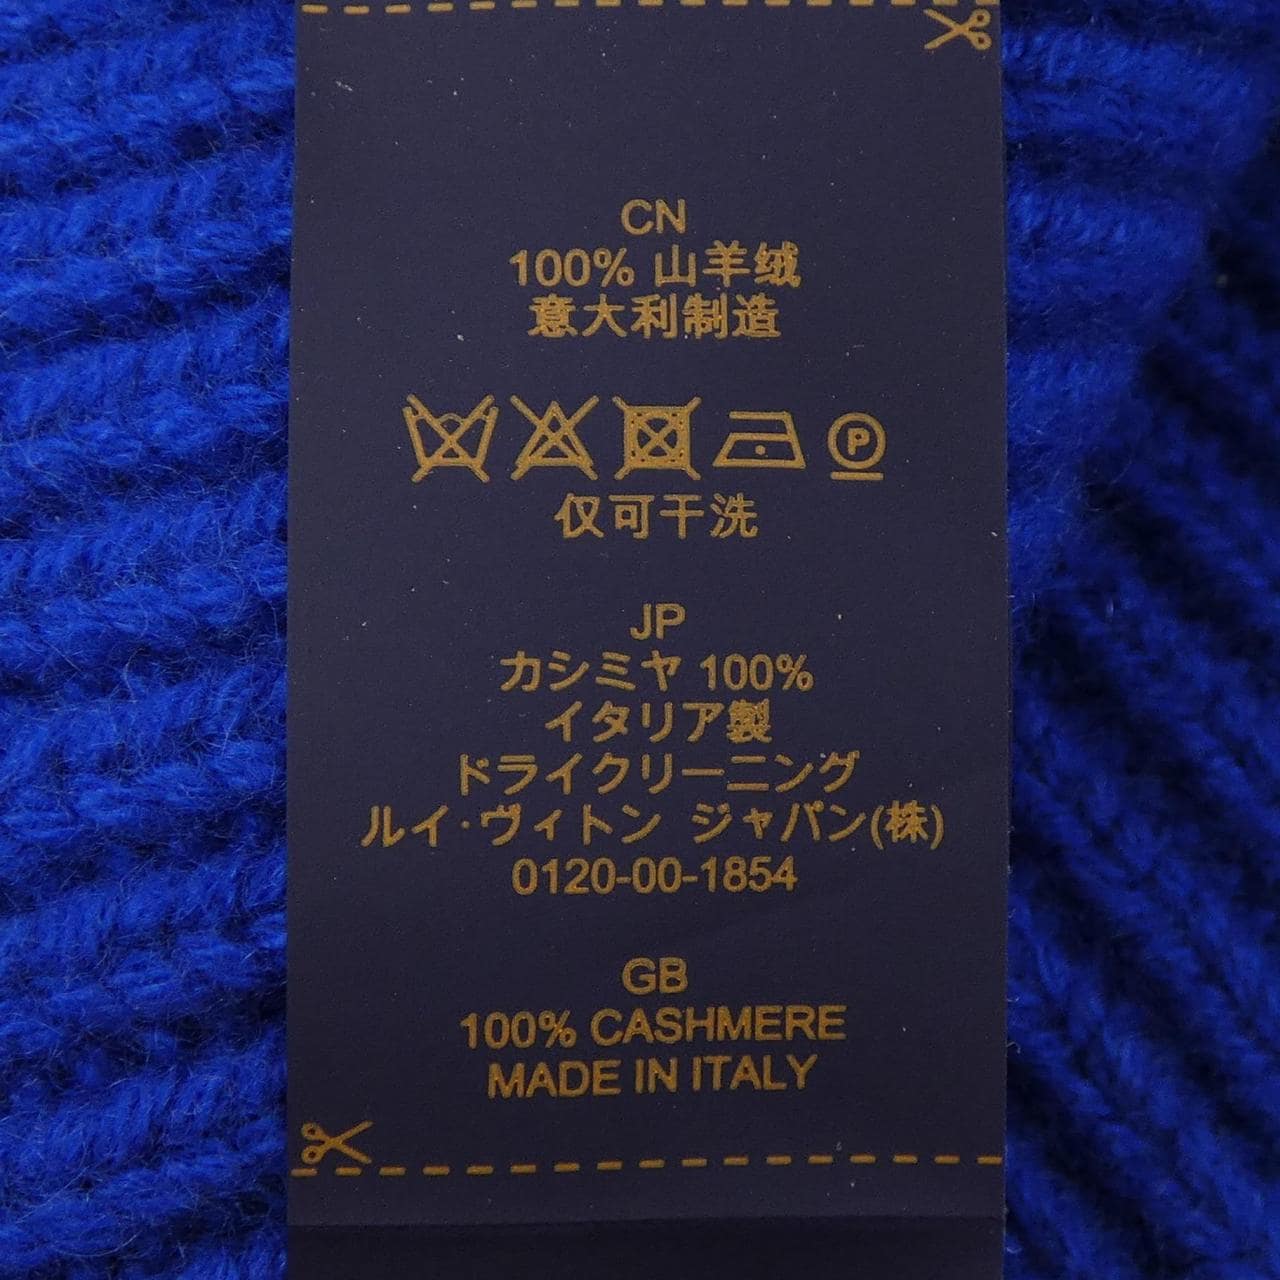 CN
100% 山羊绒
意大利制造
P
仅可干洗
JP
カシミヤ 100%
イタリア製
ドライクリーニング
ルイ･ヴィトン ジャパン(株)
0120-00-1854
GB
100% CASHMERE
MADE IN ITALY